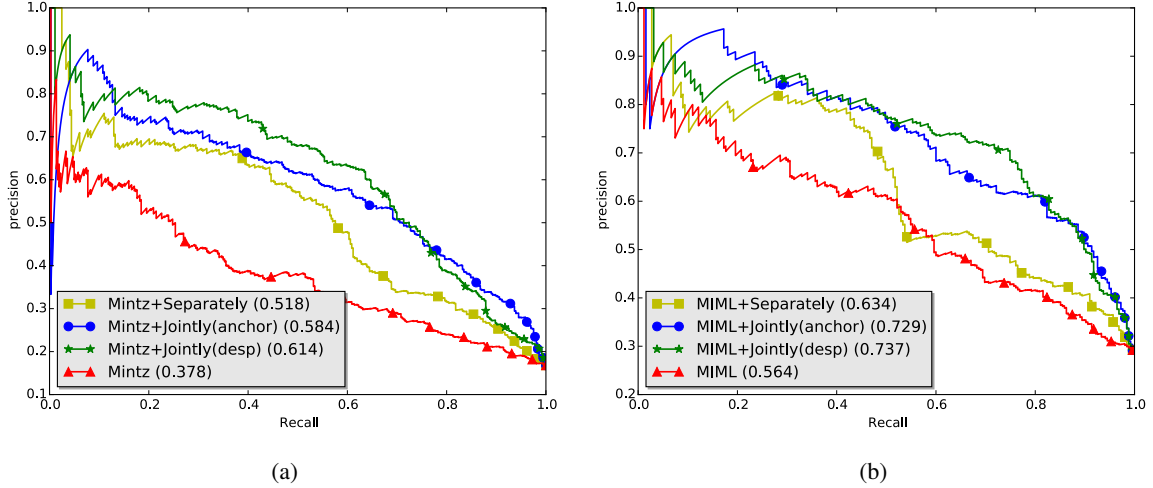 1.0
0.9
0.8
0.7
0.6
0.5
0.4
0.3
0.2
0.1
precision
0.0 0.2 0.4 0.6 0.8 1.0
Recall
Mintz+Separately (0.518)
Mintz+Jointly(anchor) (0.584)
Mintz+Jointly(desp) (0.614)
Mintz (0.378)
(a)
1.0
0.9
0.8
0.7
0.6
0.5
0.4
0.3
0.2
precision
0.0 0.2 0.4 0.6 0.8 1.0
Recall
MIML+Separately (0.634)
MIML+Jointly(anchor) (0.729)
MIML+Jointly(desp) (0.737)
MIML (0.564)
(b)